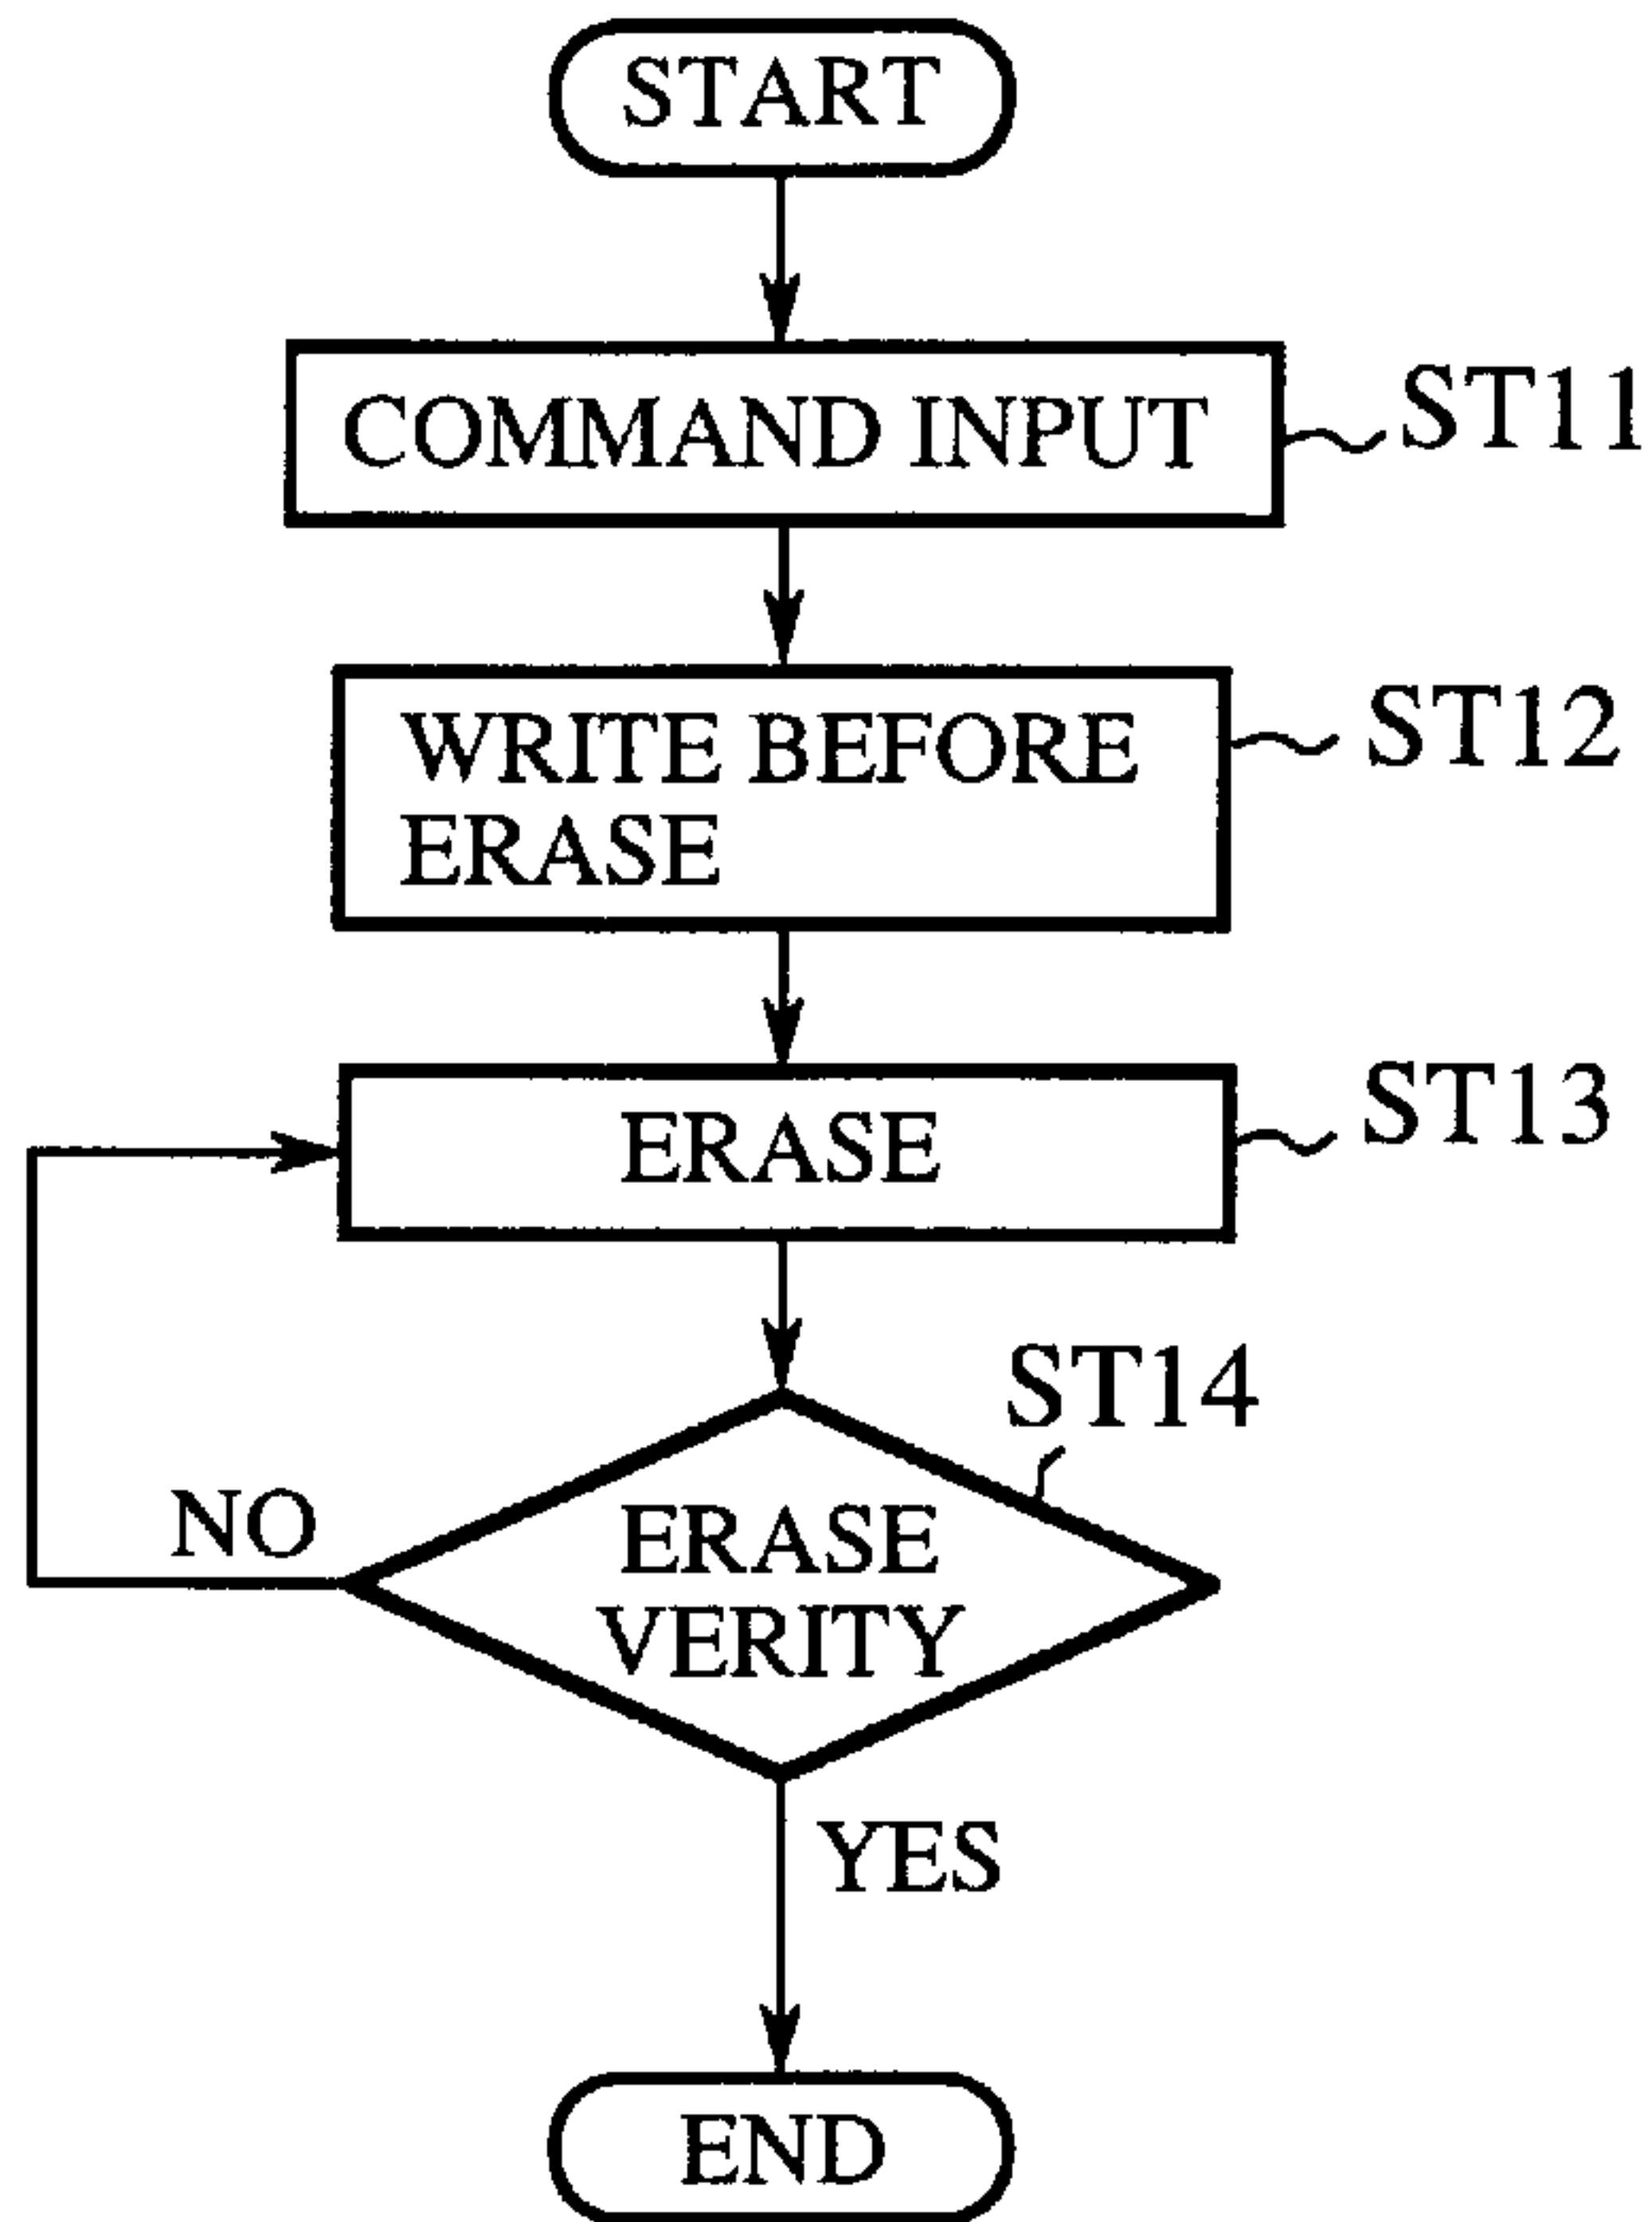 START
COMMAND INPUT
ST11
WRITE BEFORE
ERASE
ST12
ERASE
ST13
ST14
ERASE
VERITY
NO
YES
END